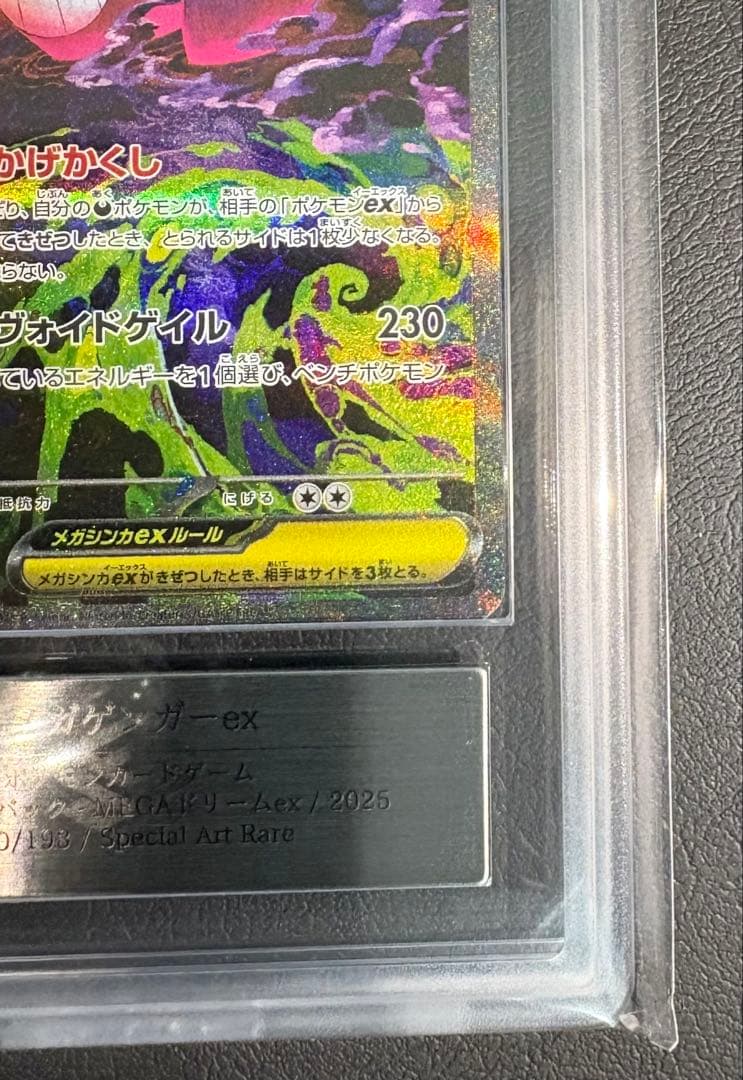 かげかくし
り、自分のポケモンが、相手の「ポケモンex」から
てきぜつしたとき、とられるサイドは1枚少なくなる。
らない。
ヴォイドゲイル 230
ているエネルギーを1個選び、ベンチポケモン
抵抗力 にげる
メガシンカexルール
メガシンカexがきぜつしたとき、相手はサイドを3枚とる。
ガゲンガーex
ポケモンカードゲーム
パック MEGAドリームex / 2025
0/193 / Special Art Rare